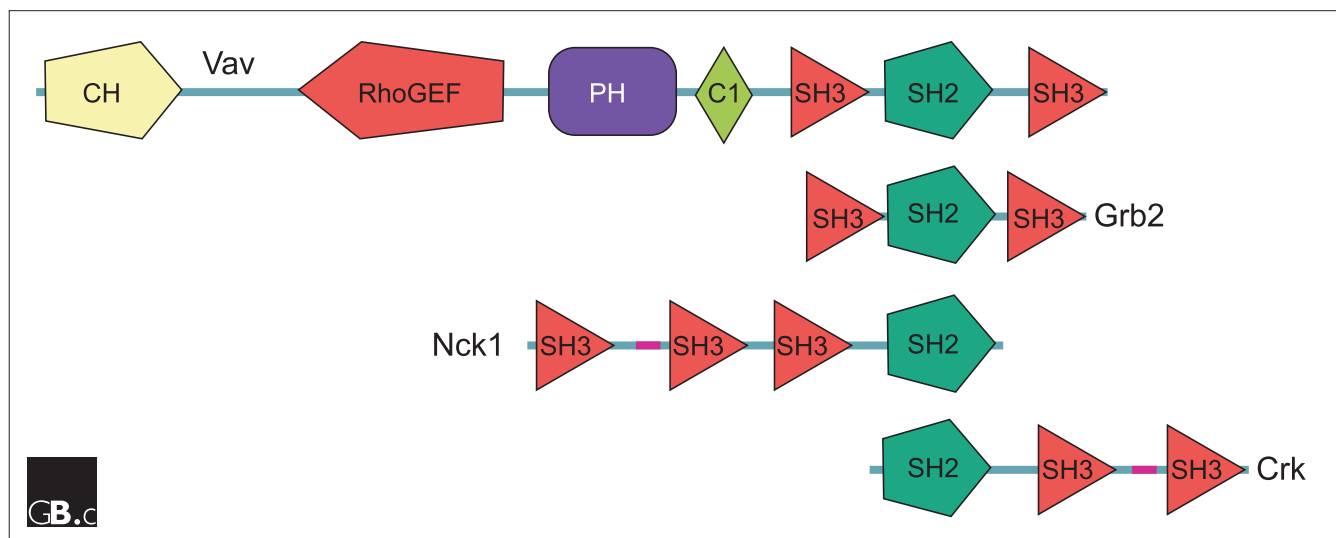 Vav
CH RhoGEF PH C1 SH3 SH2 SH3
SH3 SH2 SH3 Grb2
Nck1 SH3 SH3 SH3 SH2
SH2 SH3 SH3 Crk
GB.c